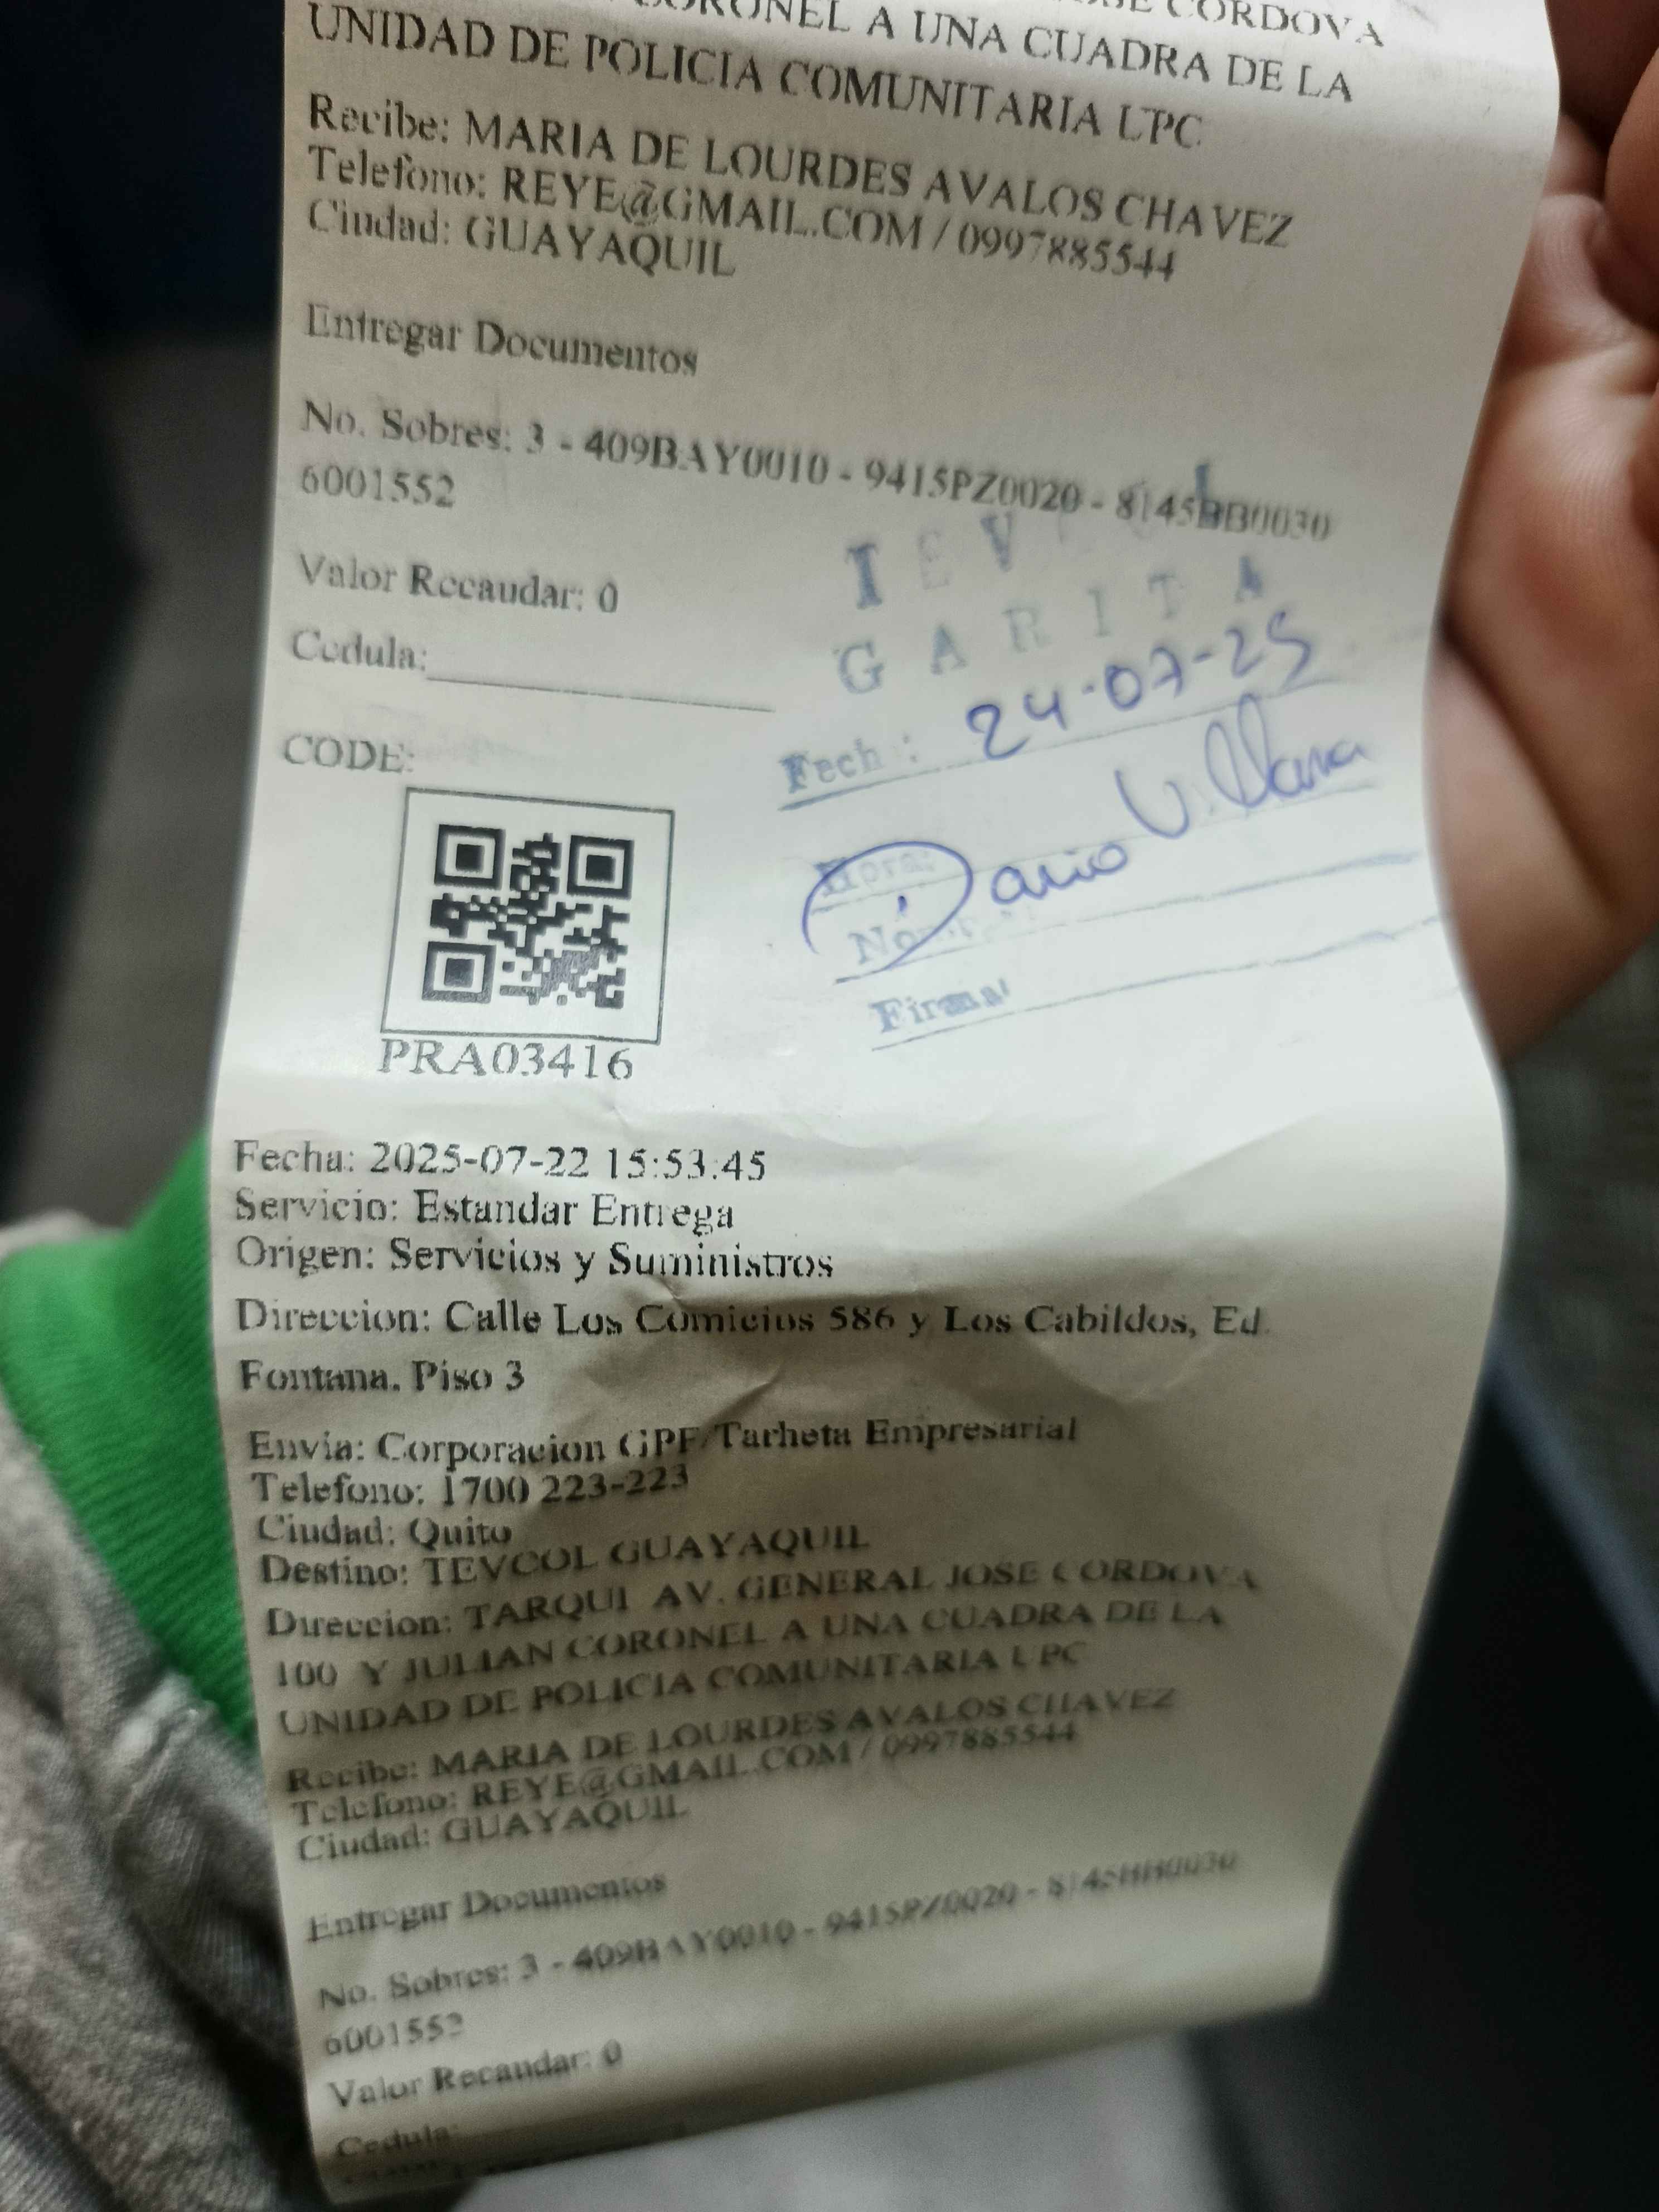 CORONEL A UNA CUADRA DE LA
UNIDAD DE POLICIA COMUNITARIA UPC
Recibe: MARIA DE LOURDES AVALOS CHAVEZ
Telefono: REYE@GMAIL.COM / 0997885544
Ciudad: GUAYAQUIL
Entregar Documentos
No. Sobres: 3 - 409BAY0010 - 9415PZ0020 - 8145BB0030
6001552
Valor Recaudar: 0
GARITA
Cedula:
Fech : 24-07-25
CODE:
Dario Villana
Hora:
Firma
PRA03416
Fecha: 2025-07-22 15:53:45
Servicio: Estandar Entrega
Origen: Servicios y Suministros
Direccion: Calle Los Comicios 586 y Los Cabildos, Ed.
Fontana. Piso 3
Envia: Corporacion GPF/Tarheta Empresarial
Telefono: 1700 223-223
Ciudad: Quito
Destino: TEVCOL GUAYAQUIL
Direccion: TARQUI AV. GENERAL JOSE CORDOVA
100 Y JULIAN CORONEL A UNA CUADRA DE LA
UNIDAD DE POLICIA COMUNITARIA UPC
Recibe: MARIA DE LOURDES AVALOS CHAVEZ
Telefono: REYE@GMAIL.COM / 0997885544
Ciudad: GUAYAQUIL
Entregar Documentos
No. Sobres: 3 - 409BAY0010 - 9415PZ0020 -
6001552
Valor Recaudar: 0
Cedula: